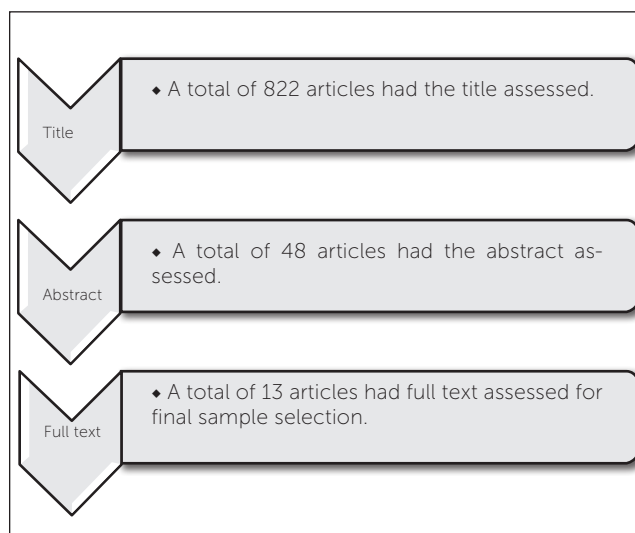 Title
◆ A total of 822 articles had the title assessed.
Abstract
◆ A total of 48 articles had the abstract as-
sessed.
Full text
◆ A total of 13 articles had full text assessed for
final sample selection.